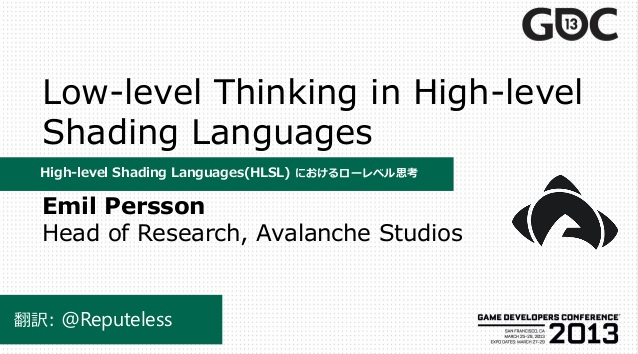 GDC
13
Low-level Thinking in High-level
Shading Languages
High-level Shading Languages(HLSL) におけるローレベル思考
Emil Persson
Head of Research, Avalanche Studios
翻訳: @Reputeless
GAME DEVELOPERS CONFERENCE®
SAN FRANCISCO, CA
MARCH 25–29, 2013
EXPO DATES: MARCH 27–29
2013